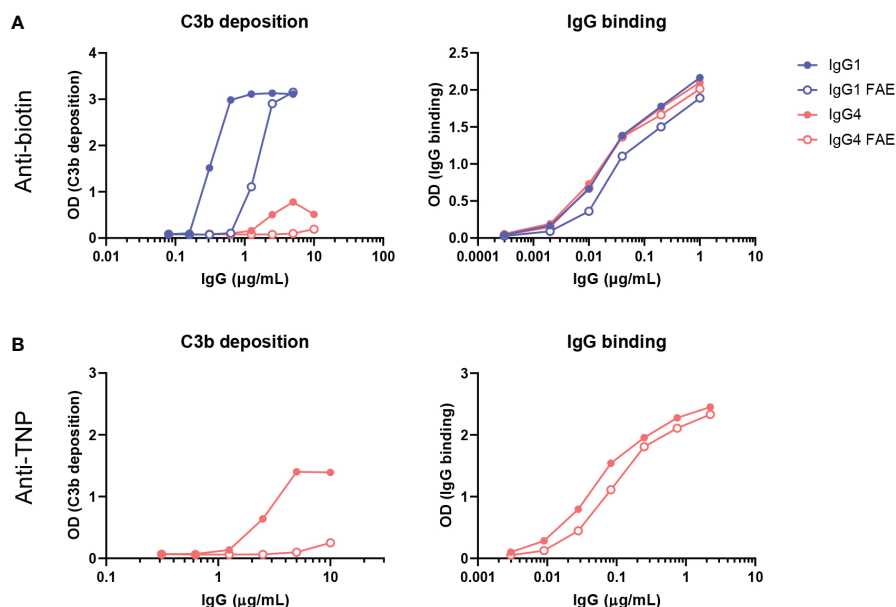 A
C3b deposition
IgG binding
Anti-biotin
OD (C3b deposition)
4
3
2
1
0
0.01 0.1 1 10 100
IgG (µg/mL)
OD (IgG binding)
2.5
2.0
1.5
1.0
0.5
0.0
0.0001 0.001 0.01 0.1 1 10
IgG (µg/mL)
IgG1
IgG1 FAE
IgG4
IgG4 FAE
B
C3b deposition
IgG binding
Anti-TNP
OD (C3b deposition)
3
2
1
0
0.1 1 10
IgG (µg/mL)
OD (IgG binding)
3
2
1
0
0.001 0.01 0.1 1 10
IgG (µg/mL)